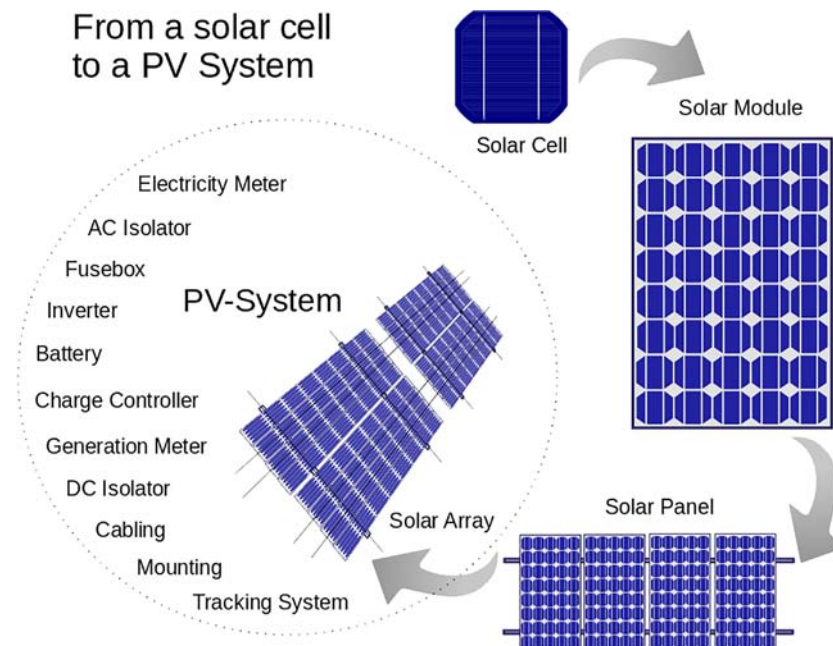 From a solar cell
to a PV System
Solar Cell
Solar Module
Solar Panel
Solar Array
PV-System
Electricity Meter
AC Isolator
Fusebox
Inverter
Battery
Charge Controller
Generation Meter
DC Isolator
Cabling
Mounting
Tracking System